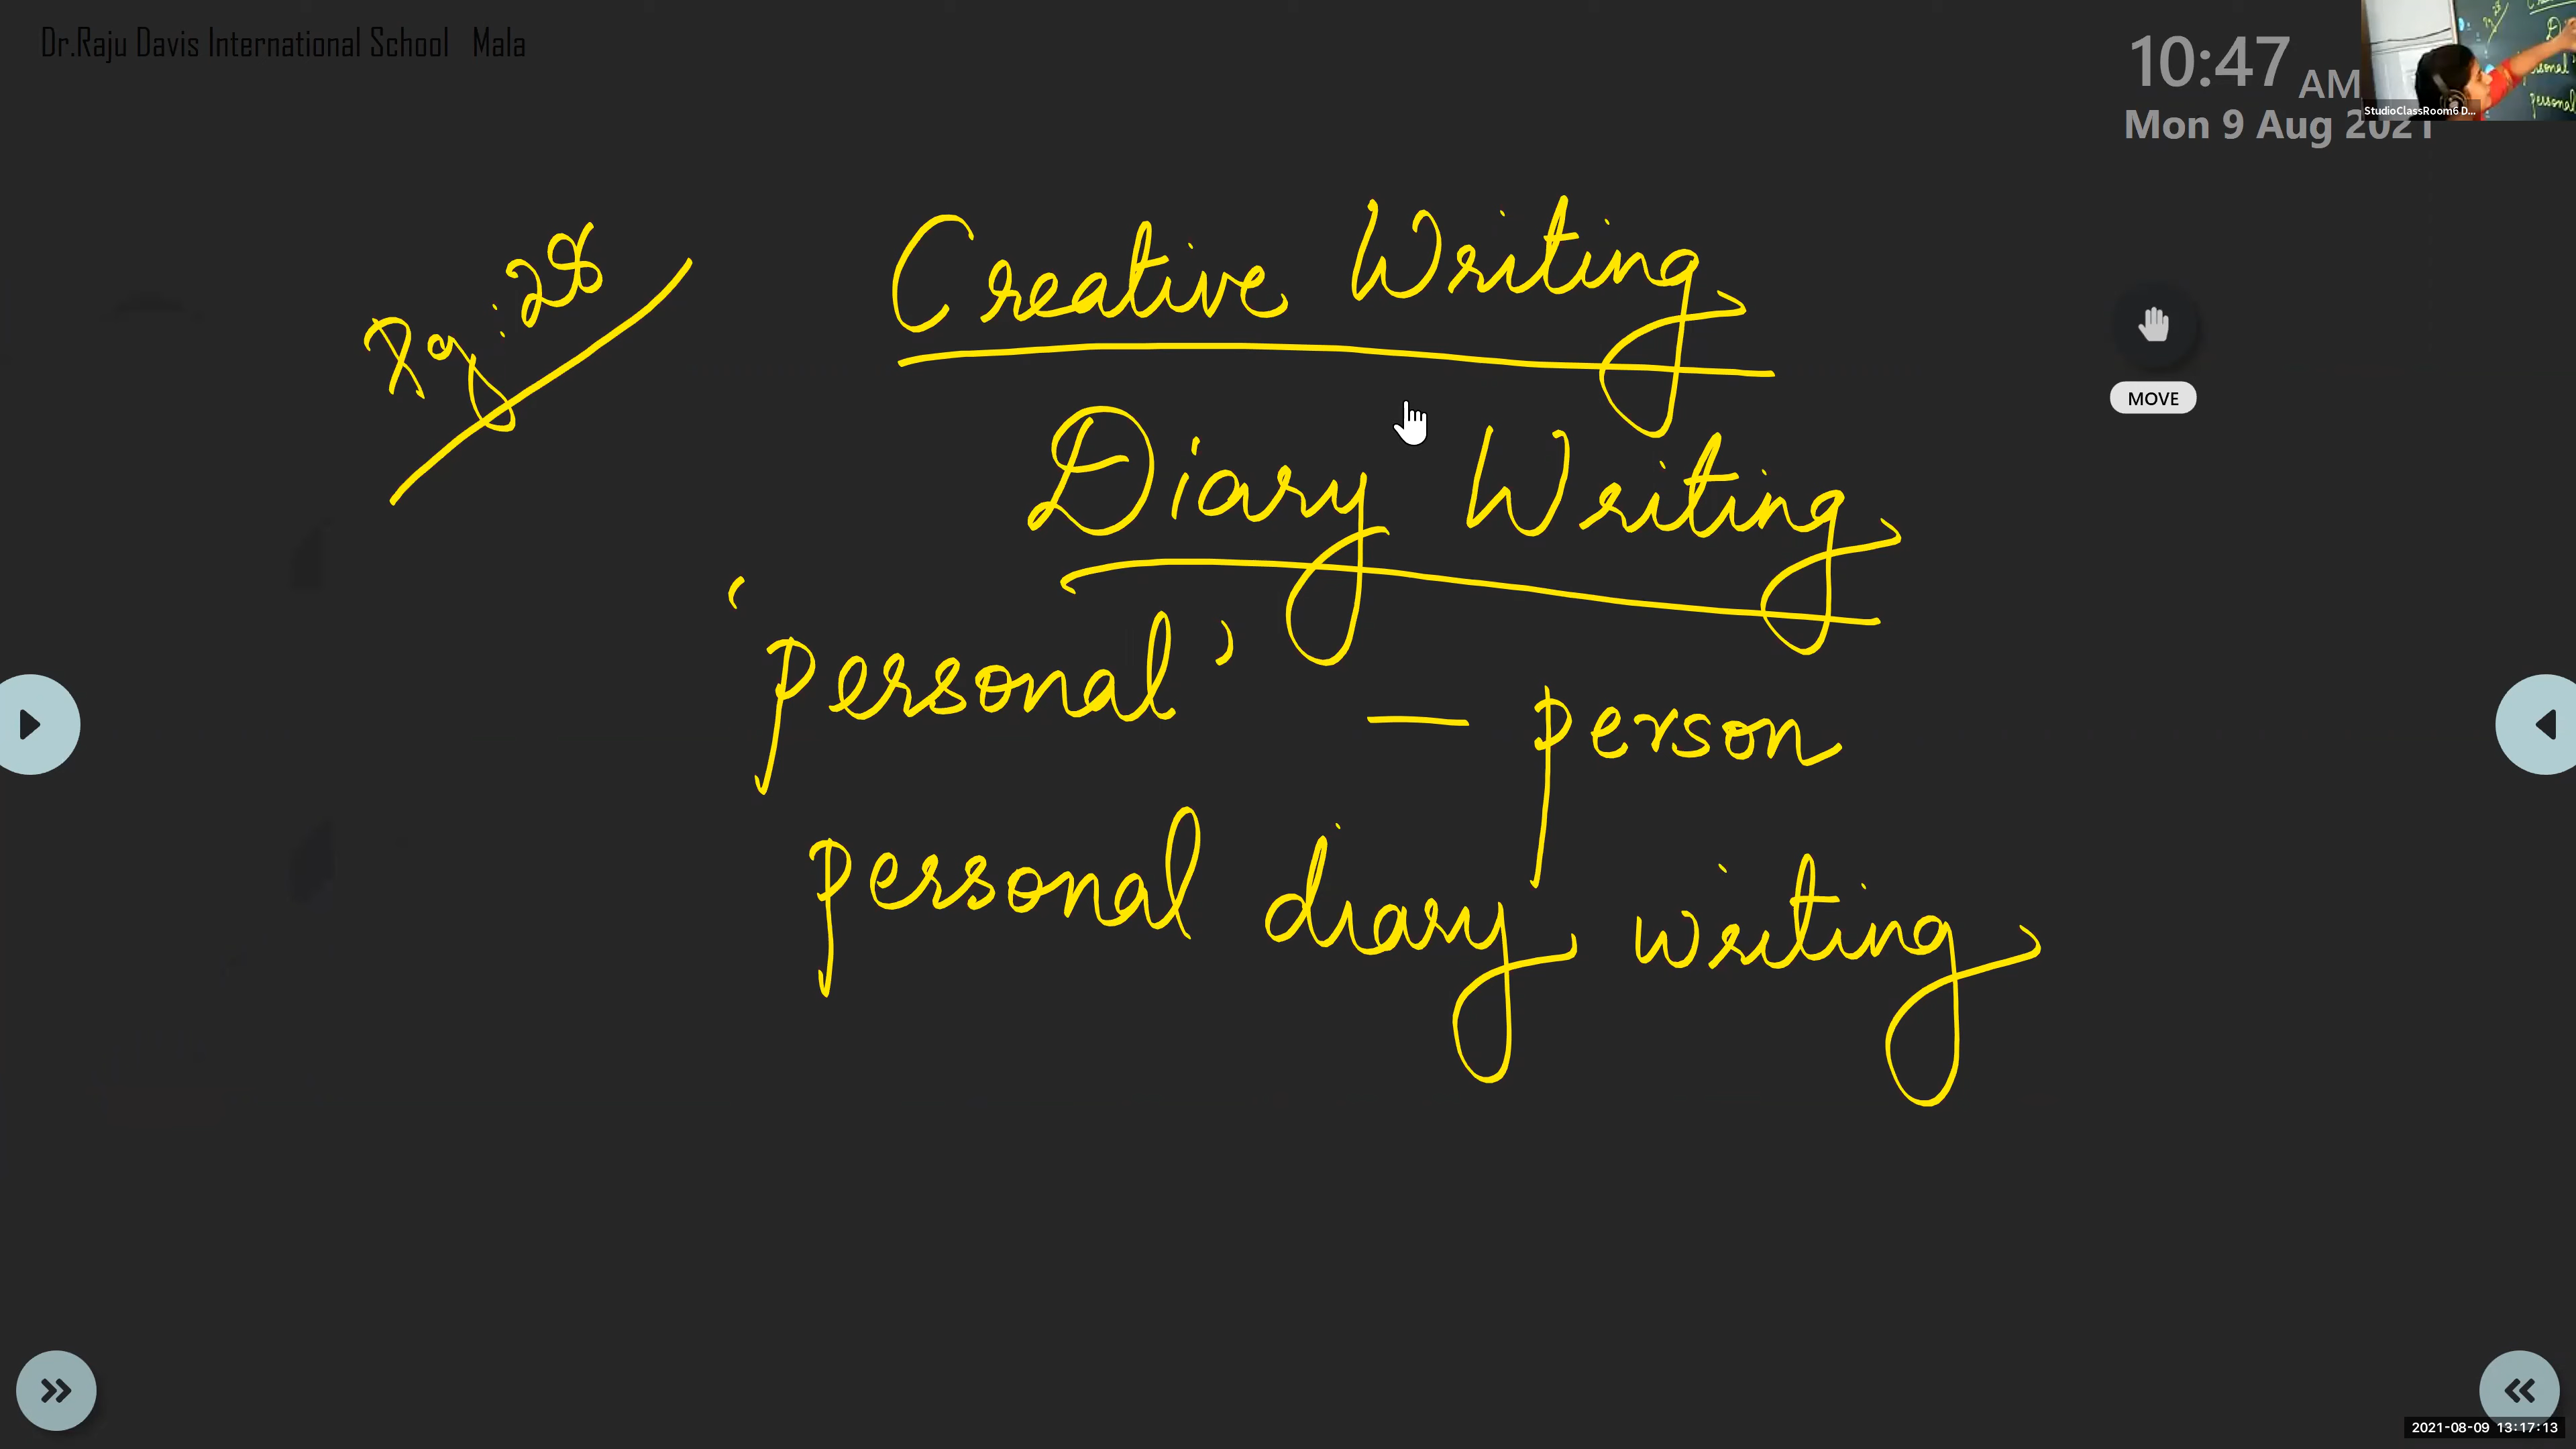 Dr.Raju Davis International School Mala
10:47 AM
Mon 9 Aug 2021
StudioClassRoom6 D...
Pg:28
Creative Writing
MOVE
Diary Writing
'personal' — person
personal diary writing
2021-08-09 13:17:13